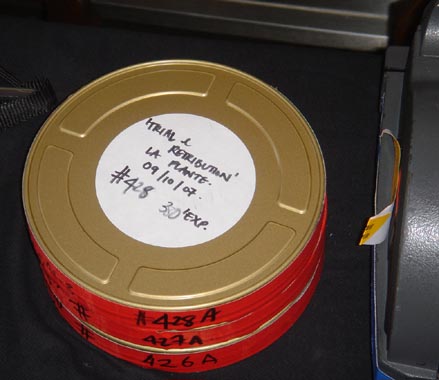 'TRIAL &
RETRIBUTION'
LA PLANTE.
09/10/07.
#428 30' EXP.
# 428A
# 427A
426A